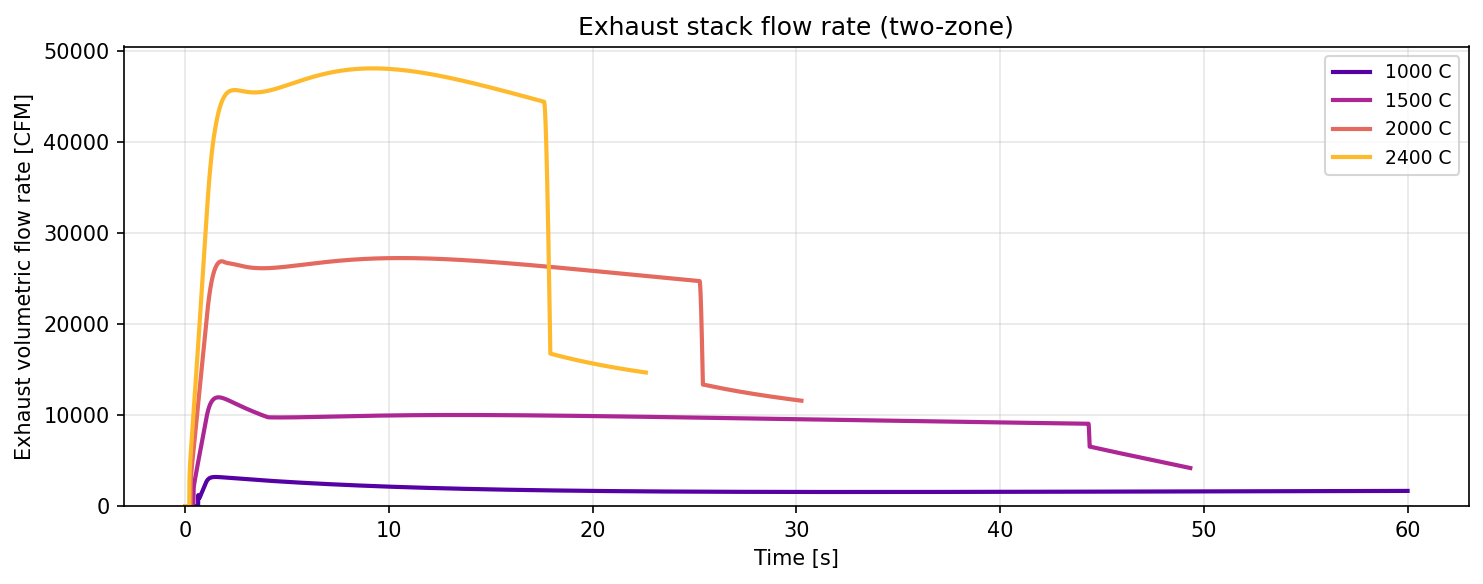 Exhaust stack flow rate (two-zone)
Exhaust volumetric flow rate [CFM]
50000
40000
30000
20000
10000
0
1000 C
1500 C
2000 C
2400 C
0 10 20 30 40 50 60
Time [s]